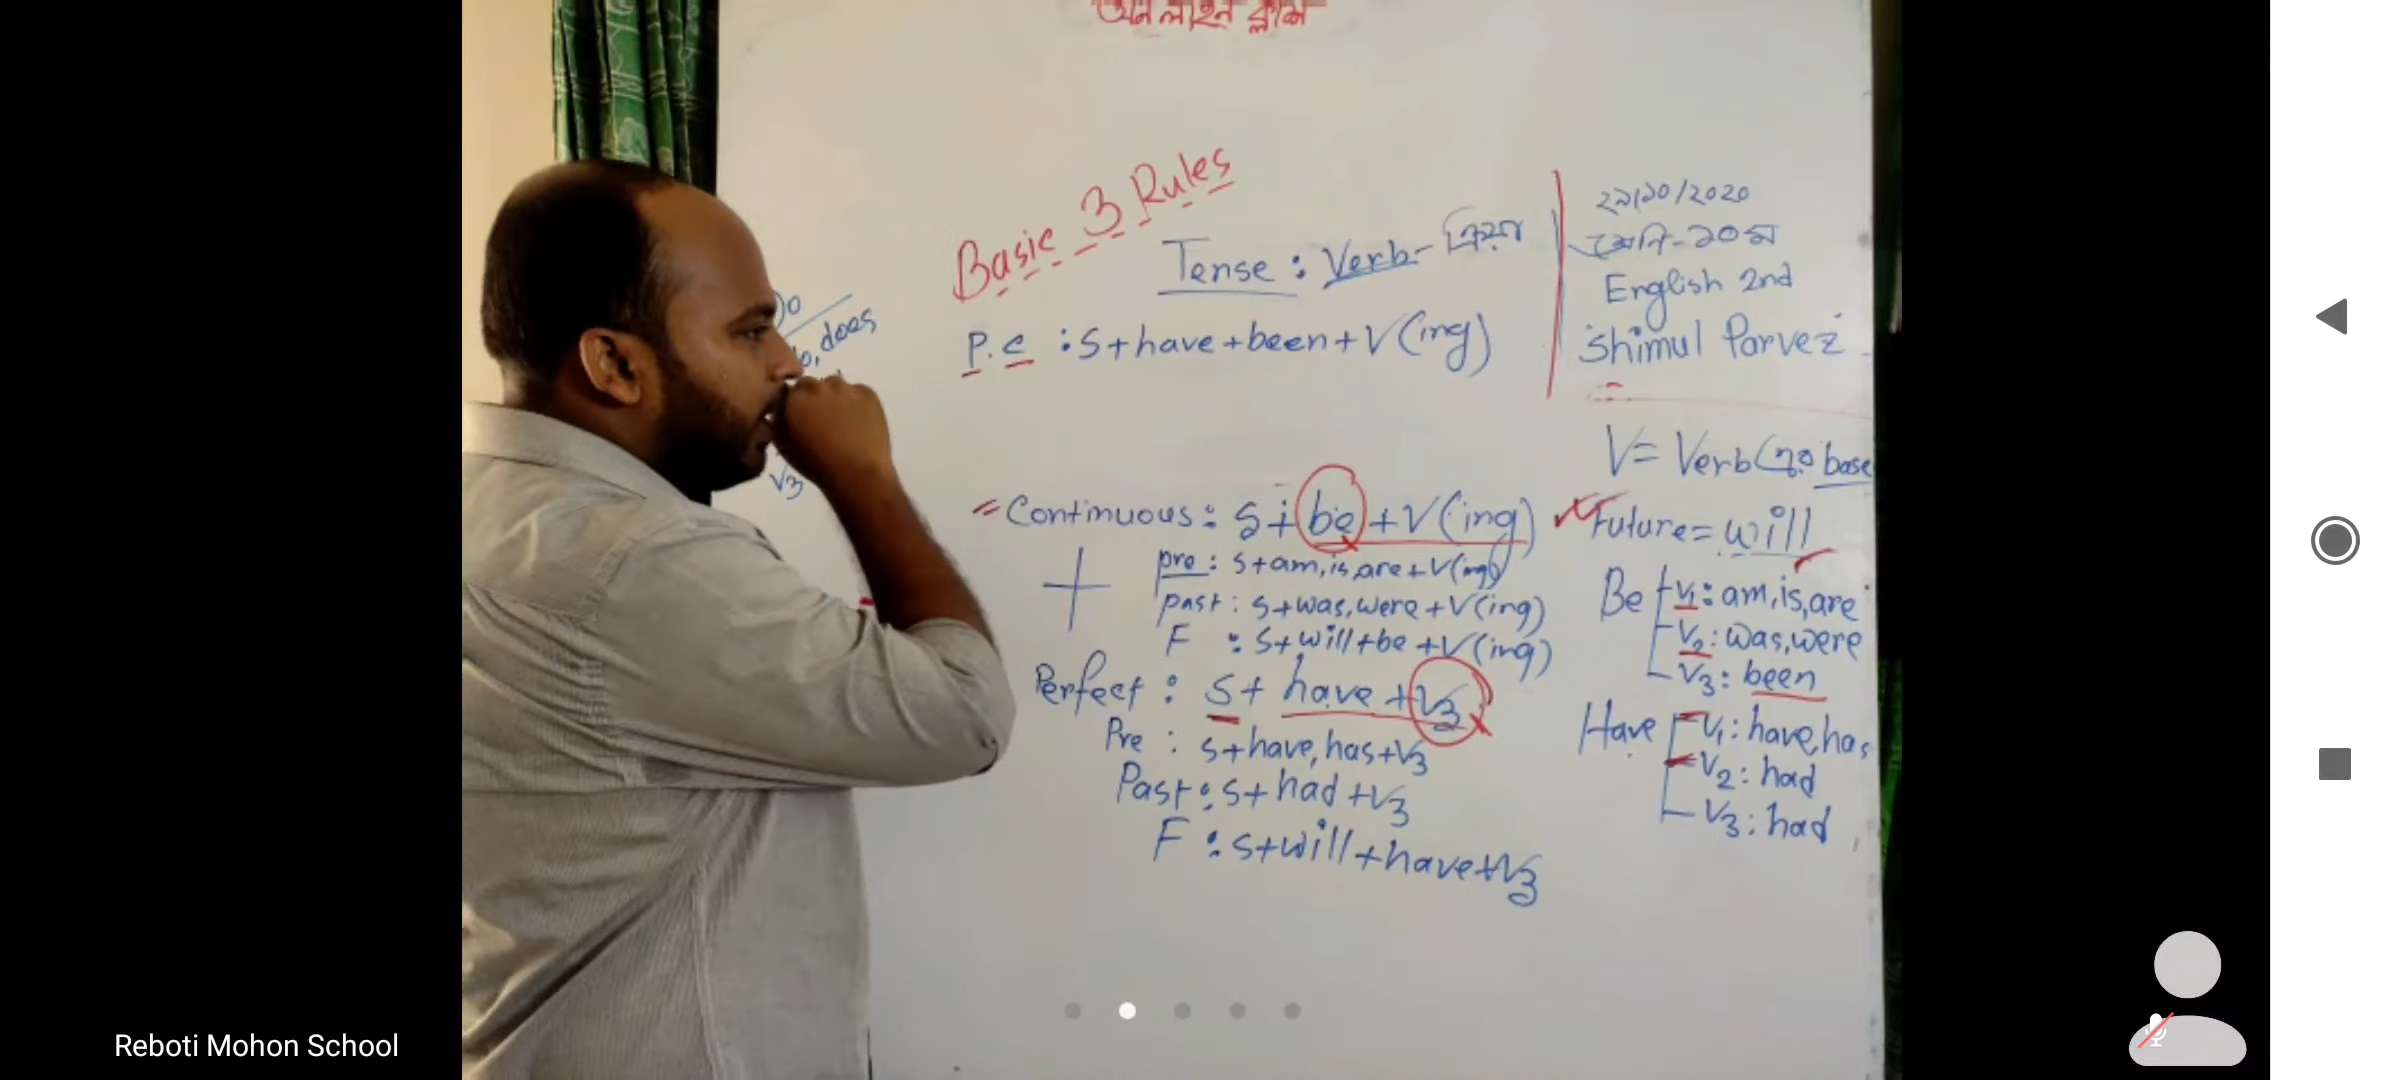 অনলাইন ক্লাস
Basic 3 Rules
Tense : Verb - ক্রিয়া
P.C : S+have+been+V(ing)
does
V3
২৯/১০/২০২০
শ্রেণি-১০ম
English 2nd
Shimul Parvez
V = Verb (এর base
= Continuous : S+be+V(ing)
pre : S+am,is,are+V(ing)
past : S+was,were+V(ing)
F : S+will+be+V(ing)
Perfect : S+have+V3
Pre : S+have,has+V3
Past : S+had+V3
F : S+will+have+V3
Future = will
Be V1 : am,is,are
V2 : was,were
V3 : been
Have V1 : have,has
V2 : had
V3 : had
Reboti Mohon School